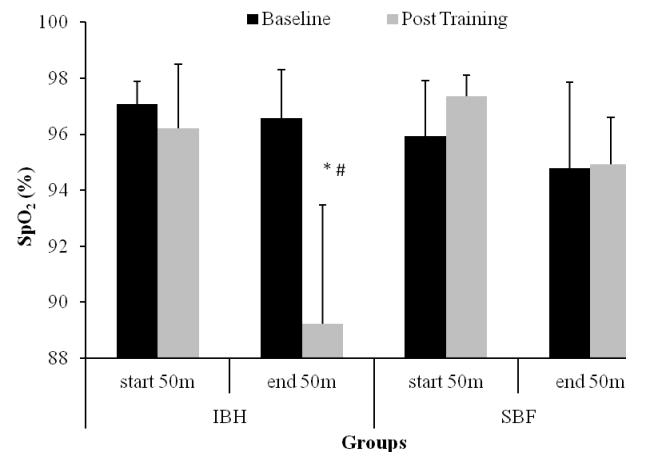 Baseline Post Training
100
98
96
94
92
90
88
SpO₂ (%)
* #
start 50m end 50m start 50m end 50m
IBH SBF
Groups